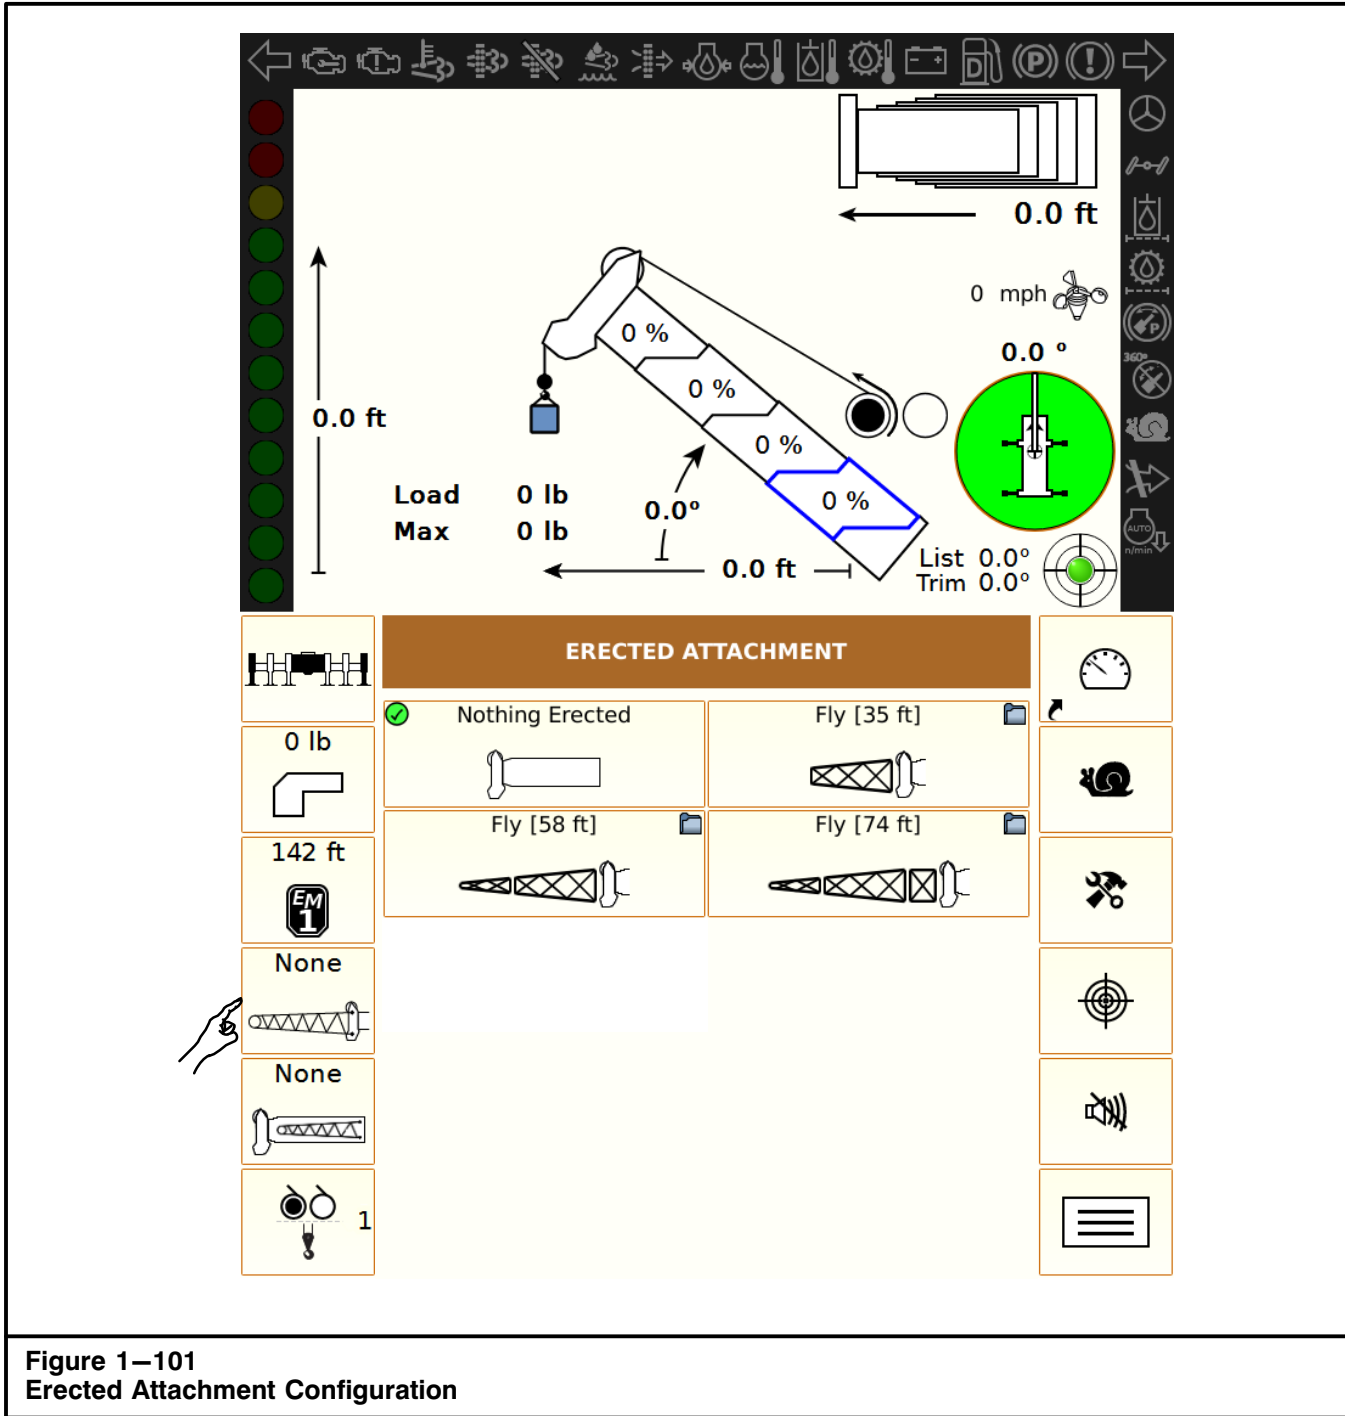 D
P
0.0 ft
0 mph
P
360°
0.0 °
0 %
0 %
0.0 ft
0 %
Load 0 lb
0 %
0.0°
Max 0 lb
AUTO
n/min
0.0 ft
List 0.0°
Trim 0.0°
ERECTED ATTACHMENT
Nothing Erected
Fly [35 ft]
0 lb
Fly [58 ft]
Fly [74 ft]
142 ft
EM
1
None
None
1
Figure 1–101
Erected Attachment Configuration